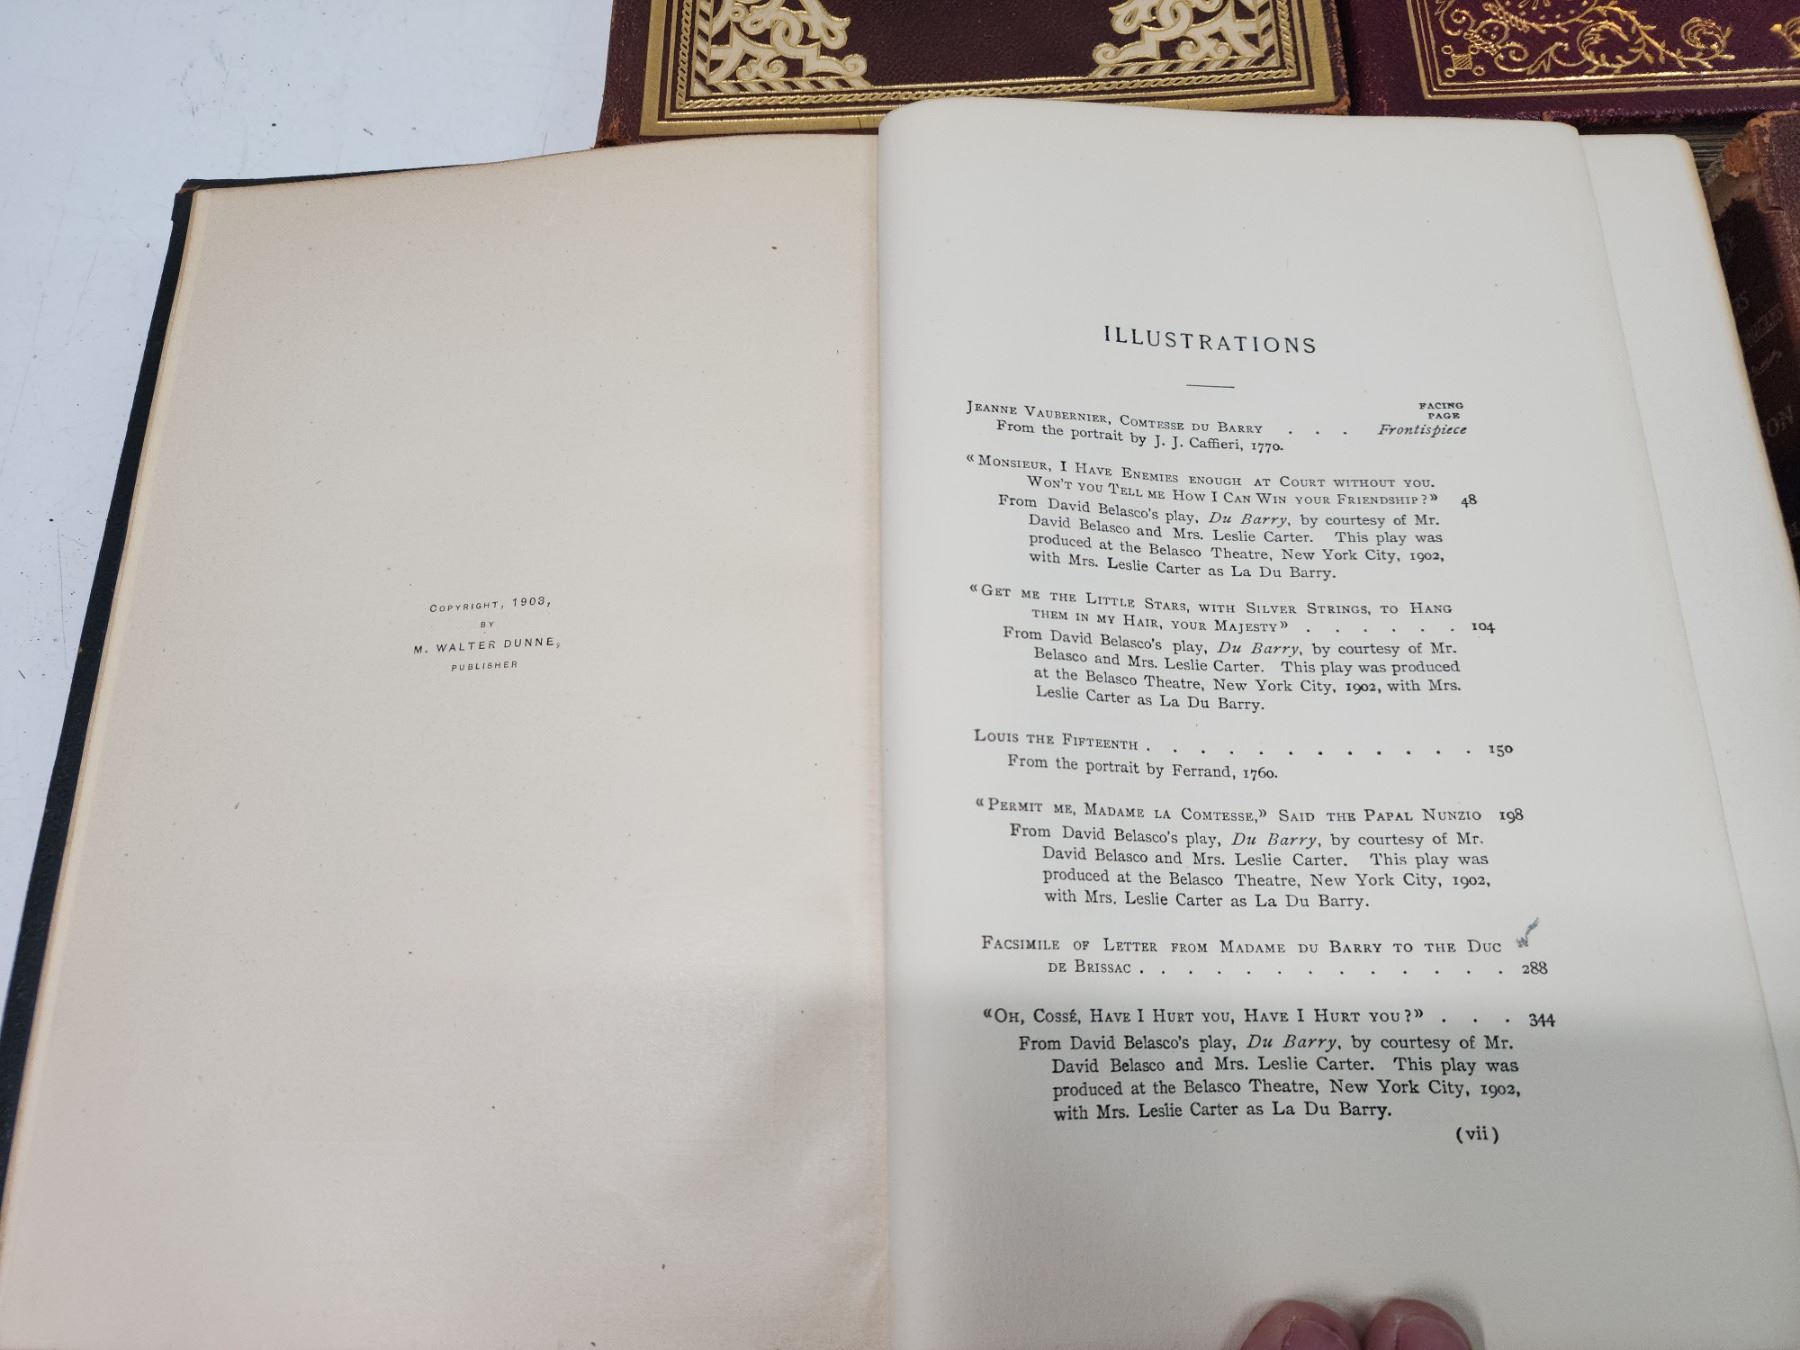 COPYRIGHT, 1903,
BY
M. WALTER DUNNE,
PUBLISHER
ILLUSTRATIONS
FACING
PAGE
JEANNE VAUBERNIER, COMTESSE DU BARRY . . . Frontispiece
From the portrait by J. J. Caffieri, 1770.
«MONSIEUR, I HAVE ENEMIES ENOUGH AT COURT WITHOUT YOU.
WON'T YOU TELL ME HOW I CAN WIN YOUR FRIENDSHIP?» 48
From David Belasco's play, Du Barry, by courtesy of Mr.
David Belasco and Mrs. Leslie Carter. This play was
produced at the Belasco Theatre, New York City, 1902,
with Mrs. Leslie Carter as La Du Barry.
«GET ME THE LITTLE STARS, WITH SILVER STRINGS, TO HANG
THEM IN MY HAIR, YOUR MAJESTY» . . . . . . 104
From David Belasco's play, Du Barry, by courtesy of Mr.
Belasco and Mrs. Leslie Carter. This play was produced
at the Belasco Theatre, New York City, 1902, with Mrs.
Leslie Carter as La Du Barry.
LOUIS THE FIFTEENTH . . . . . . . . . . . . 150
From the portrait by Ferrand, 1760.
«PERMIT ME, MADAME LA COMTESSE,» SAID THE PAPAL NUNZIO 198
From David Belasco's play, Du Barry, by courtesy of Mr.
David Belasco and Mrs. Leslie Carter. This play was
produced at the Belasco Theatre, New York City, 1902,
with Mrs. Leslie Carter as La Du Barry.
FACSIMILE OF LETTER FROM MADAME DU BARRY TO THE DUC
DE BRISSAC . . . . . . . . . . . . . 288
«OH, COSSÉ, HAVE I HURT YOU, HAVE I HURT YOU?» . . . 344
From David Belasco's play, Du Barry, by courtesy of Mr.
David Belasco and Mrs. Leslie Carter. This play was
produced at the Belasco Theatre, New York City, 1902,
with Mrs. Leslie Carter as La Du Barry.
(vii)